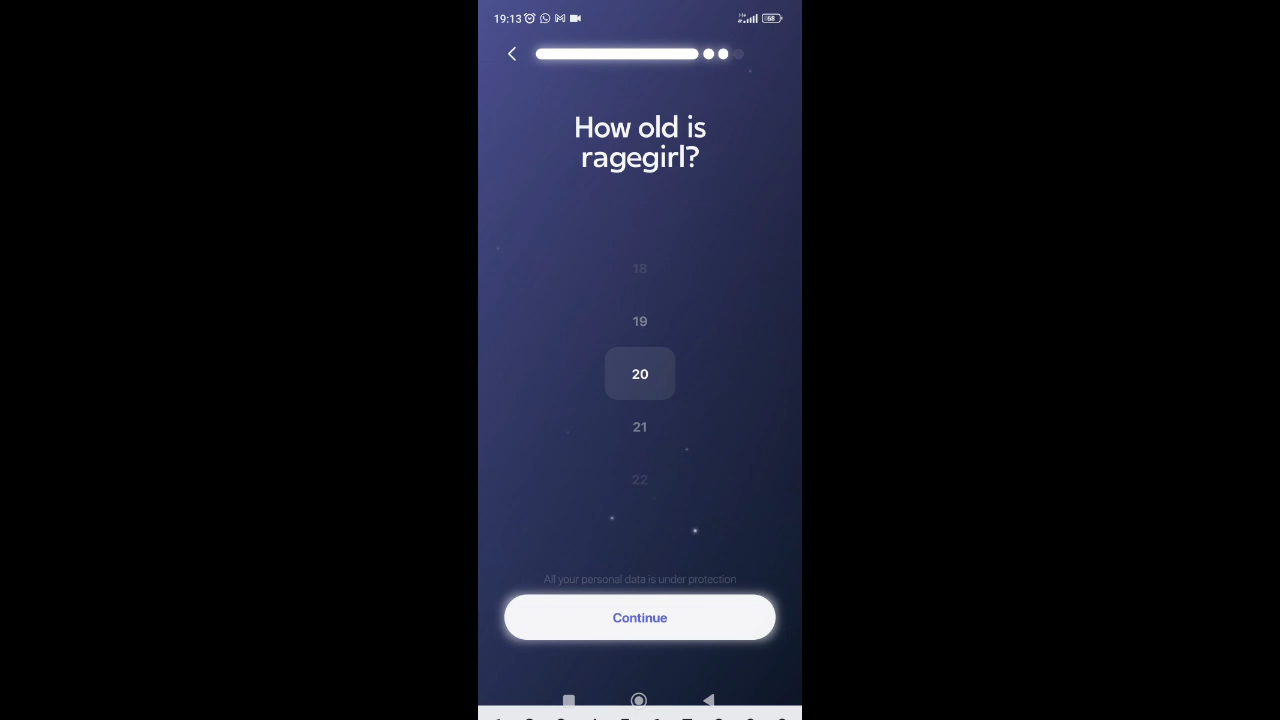 19:13
68
How old is
ragegirl?
18
19
20
21
22
All your personal data is under protection
Continue